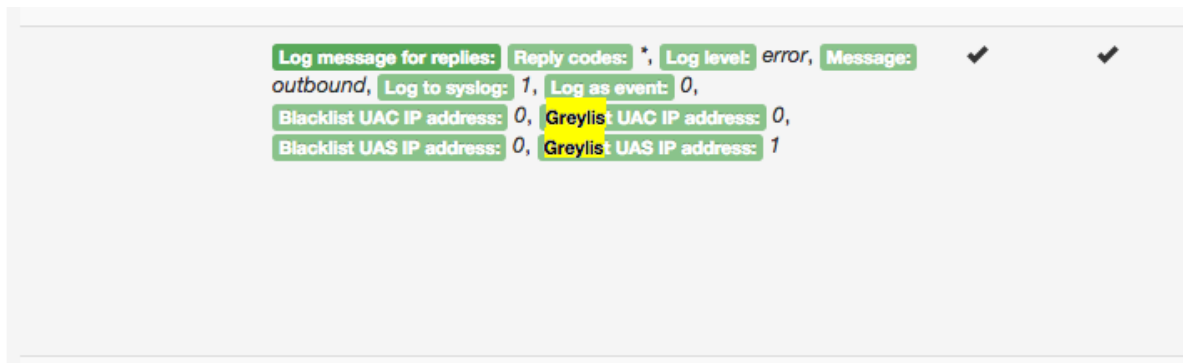 Log message for replies: Reply codes: *, Log level: error, Message:
outbound, Log to syslog: 1, Log as event: 0,
Blacklist UAC IP address: 0, Greylist UAC IP address: 0,
Blacklist UAS IP address: 0, Greylist UAS IP address: 1